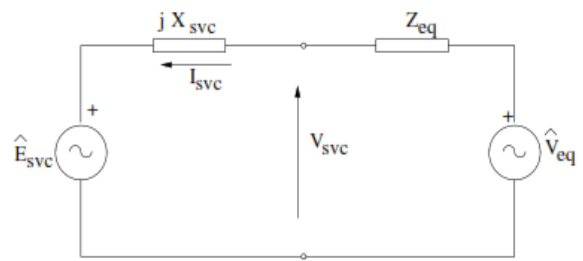 j X svc
Z eq
I svc
+
+
Ê svc
V svc
V̂ eq